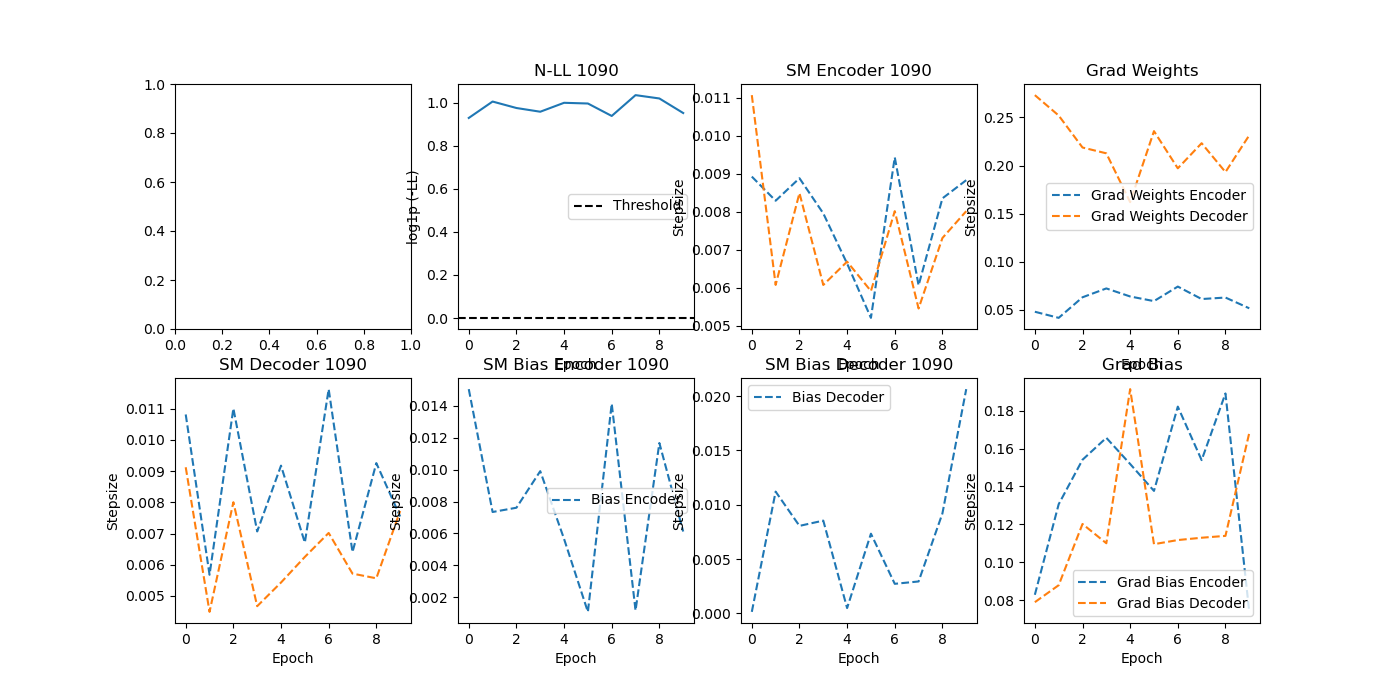 N-LL 1090
SM Encoder 1090
Grad Weights
1.0
0.8
0.6
0.4
0.2
0.0
0.0 0.2 0.4 0.6 0.8 1.0
log1p (-LL)
1.0
0.8
0.6
0.4
0.2
0.0
Threshold
0 2 4 6 8
Epoch
Stepsize
0.011
0.010
0.009
0.008
0.007
0.006
0.005
0 2 4 6 8
Epoch
Stepsize
0.25
0.20
0.15
0.10
0.05
Grad Weights Encoder
Grad Weights Decoder
0 2 4 6 8
Epoch
SM Decoder 1090
SM Bias Encoder 1090
SM Bias Decoder 1090
Grad Bias
Stepsize
0.011
0.010
0.009
0.008
0.007
0.006
0.005
0 2 4 6 8
Epoch
Stepsize
0.014
0.012
0.010
0.008
0.006
0.004
0.002
Bias Encoder
0 2 4 6 8
Epoch
Stepsize
0.020
0.015
0.010
0.005
0.000
Bias Decoder
0 2 4 6 8
Epoch
Stepsize
0.18
0.16
0.14
0.12
0.10
0.08
Grad Bias Encoder
Grad Bias Decoder
0 2 4 6 8
Epoch